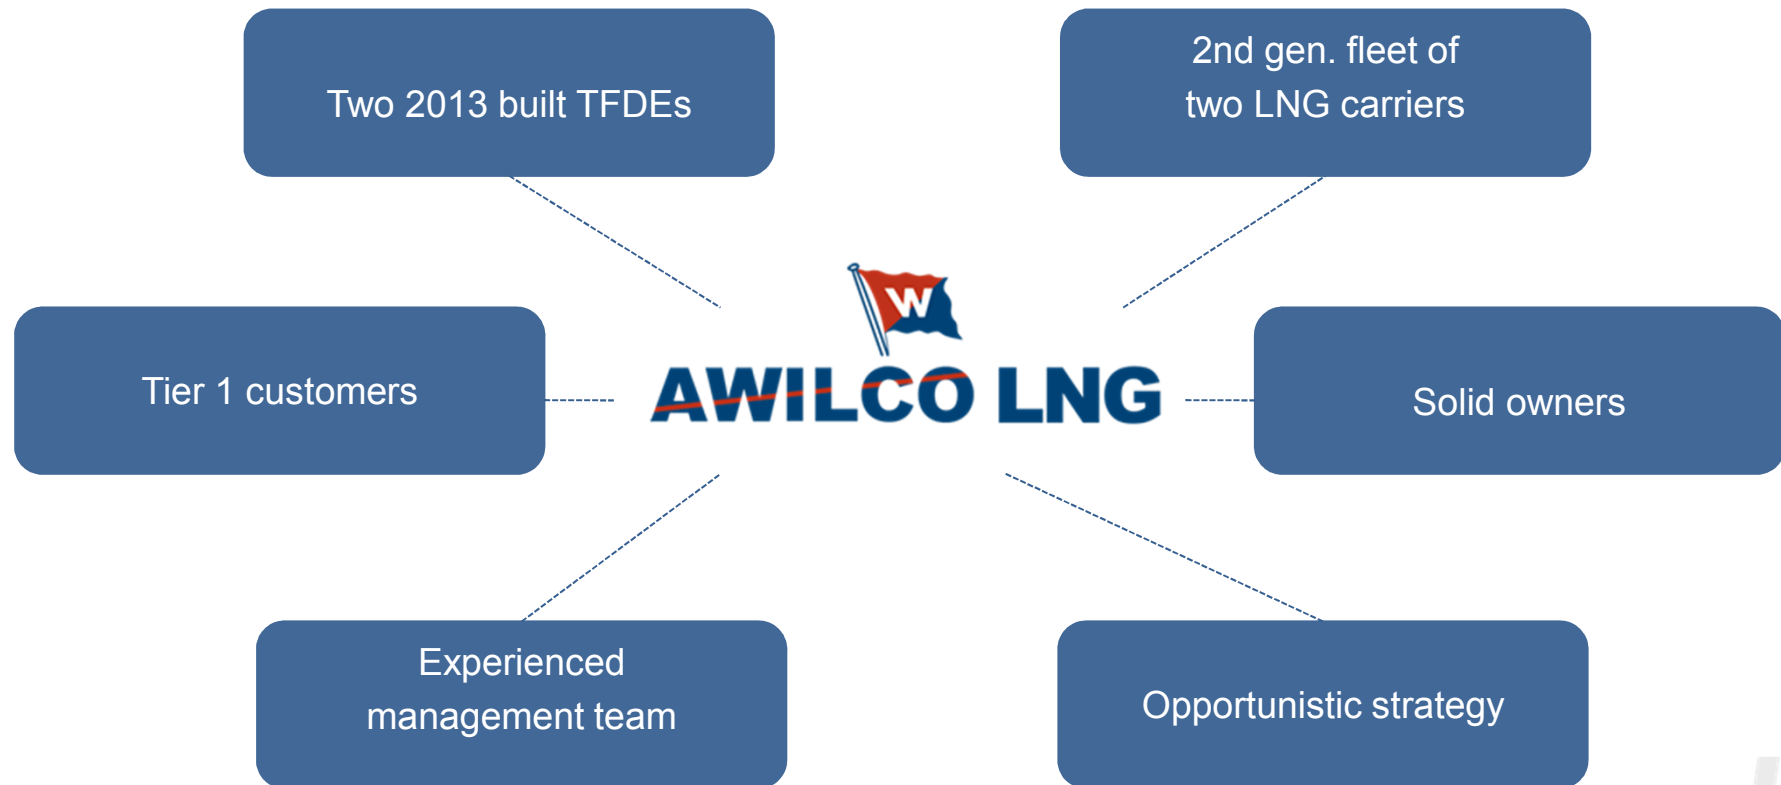 Two 2013 built TFDEs
2nd gen. fleet of
two LNG carriers
W
AWILCO LNG
Tier 1 customers
Solid owners
Experienced
management team
Opportunistic strategy